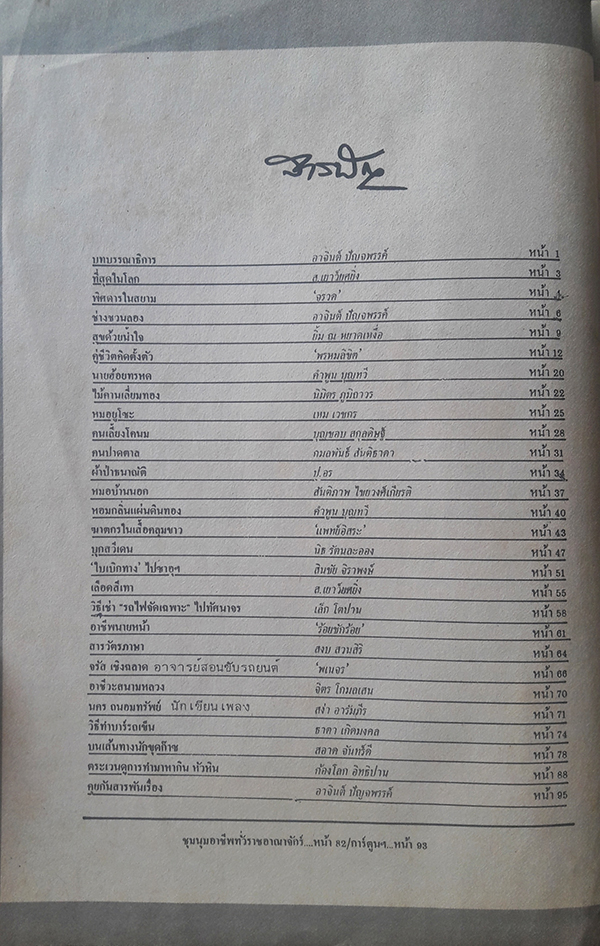 สารบัญ
บทบรรณาธิการ อาจินต์ ปัญจพรรค์ หน้า 1
ที่สุดในโลก ส.เยาว์วัยศยิ่ง หน้า 3
พิศดารในสยาม 'จรวด' หน้า 4
ช่างชวนลอง อาจินต์ ปัญจพรรค์ หน้า 6
สุขด้วยน้ำใจ ยิ้ม ณ หยาดเหงื่อ หน้า 9
คู่ชีวิตคิดตั้งตัว 'พรหมลิขิต' หน้า 12
นายฮ้อยทรหด คำพูน บุญทวี หน้า 20
ไม้คานเลี่ยมทอง นิมิตร ภูมิถาวร หน้า 22
หมอยูโซะ เหม เวชกร หน้า 25
คนเลี้ยงโคนม บุญชอบ สกุลดิษฐ์ หน้า 28
คนปาดตาล กมลพันธ์ สันติธาดา หน้า 31
ผ้าป่าธนาณัติ ป.อร หน้า 34
หมอบ้านนอก สันติภาพ ไชยวงศ์เกียรติ หน้า 37
หอมกลิ่นแผ่นดินทอง คำพูน บุญทวี หน้า 40
ฆาตกรในเสื้อคลุมขาว 'แพทย์อิสระ' หน้า 43
บุกสวีเดน นิธ รัตนละออง หน้า 47
'ใบเบิกทาง' ไปซาอุฯ สินชัย จิราพงษ์ หน้า 51
เลือดสีเทา หน้า 55
วิธีเช่า "รถไฟจัดเฉพาะ" ไปทัศนาจร เล็ก โตปาน หน้า 58
อาชีพนายหน้า 'ร้อยชักร้อย' หน้า 61
สารวัตรภาษา สงบ สวนสิริ หน้า 64
จรัส เชิงฉลาด อาจารย์สอนขับรถยนต์ 'พเนจร' หน้า 66
อาชีวะสนามหลวง จิตร โกมลเสน หน้า 70
นคร ถนอมทรัพย์ นักเขียนเพลง สง่า อารัมภีร หน้า 71
วิธีทำบาร์รถเข็น ธาดา เกิดมงคล หน้า 74
บนเส้นทางนักขุดก๊าซ สอาด จันทร์ดี หน้า 78
ตระเวนดูการทำมาหากิน หัวหิน ก้องโลก อิทธิปาน หน้า 88
คุยกันสารพันเรื่อง อาจินต์ ปัญจพรรค์ หน้า 95
ชุมนุมอาชีพทั่วราชอาณาจักร์....หน้า 82/การ์ตูนฯ...หน้า 93